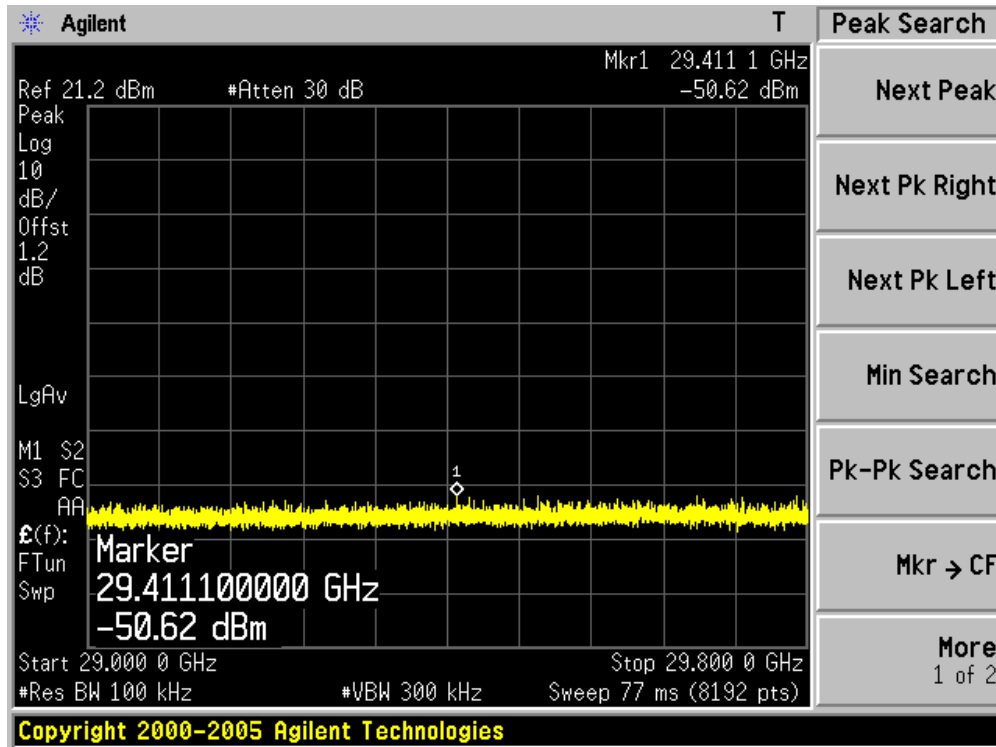 Agilent T Peak Search
Mkr1 29.411 1 GHz
Ref 21.2 dBm #Atten 30 dB -50.62 dBm
Peak
Log
10
dB/
Offst
1.2
dB
LgAv
M1 S2
S3 FC
AA
£(f):
FTun
Swp
1
Marker
29.411100000 GHz
-50.62 dBm
Start 29.000 0 GHz Stop 29.800 0 GHz
#Res BW 100 kHz #VBW 300 kHz Sweep 77 ms (8192 pts)
Next Peak
Next Pk Right
Next Pk Left
Min Search
Pk-Pk Search
Mkr → CF
More
1 of 2
Copyright 2000-2005 Agilent Technologies